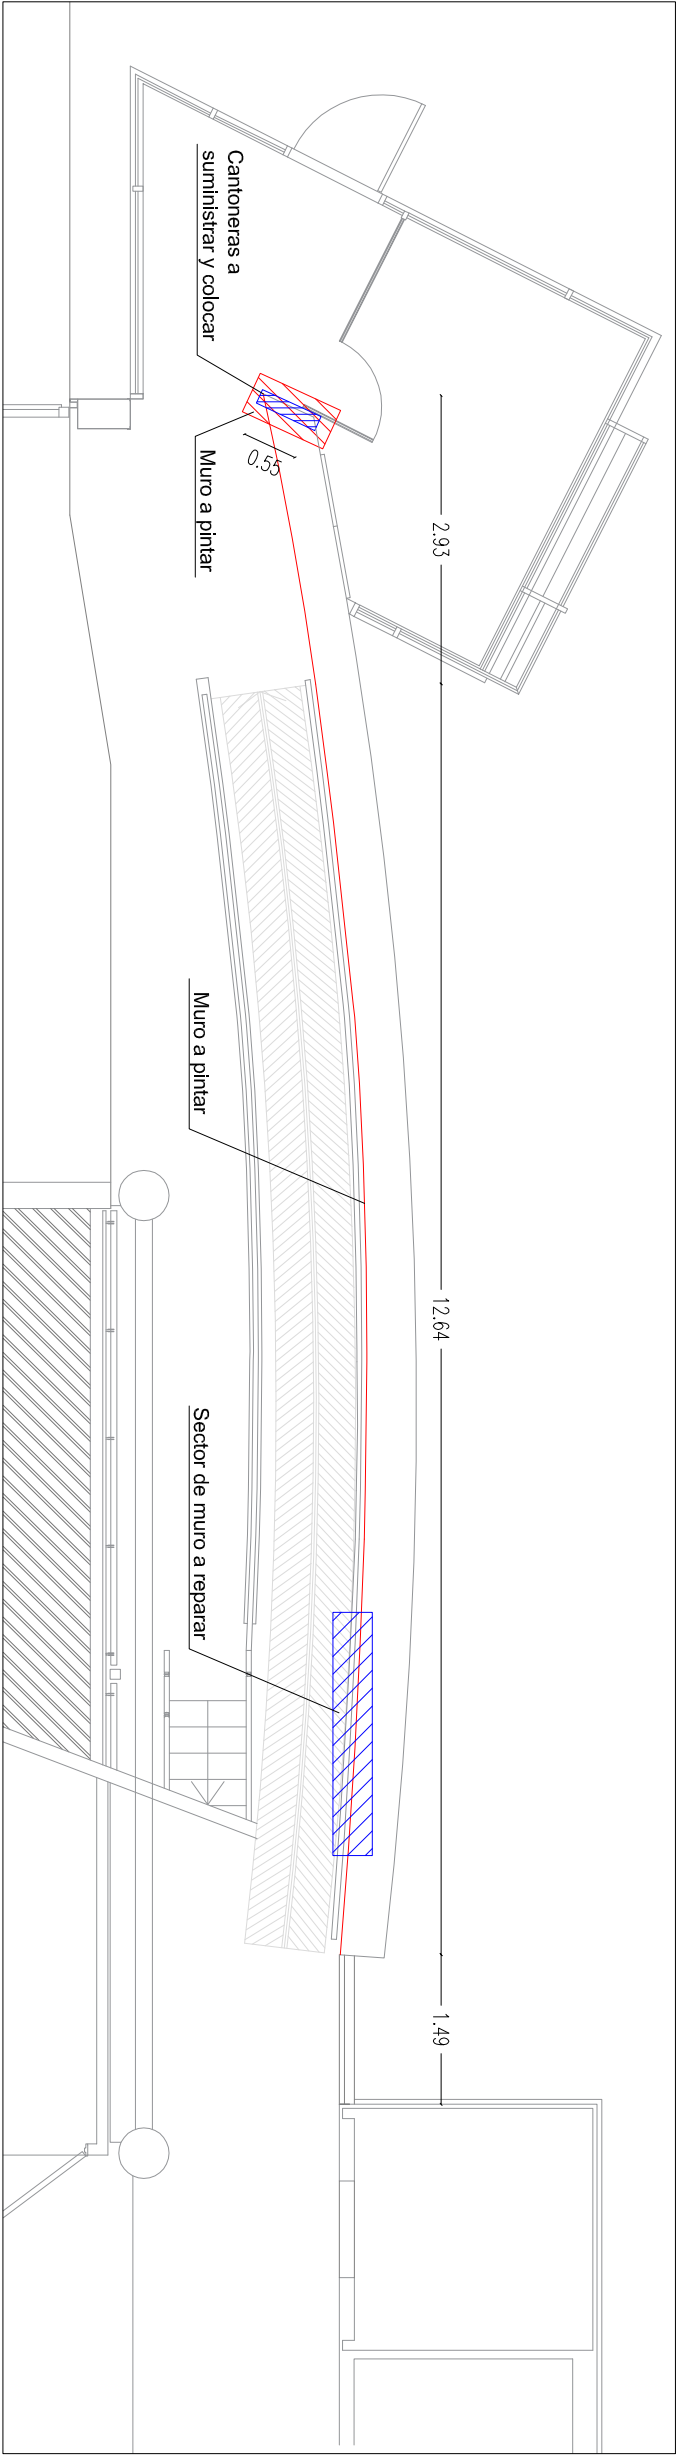 Cantoneras a
suministrar y colocar
Muro a pintar
0.55
2.93
Muro a pintar
12.64
Sector de muro a reparar
1.49